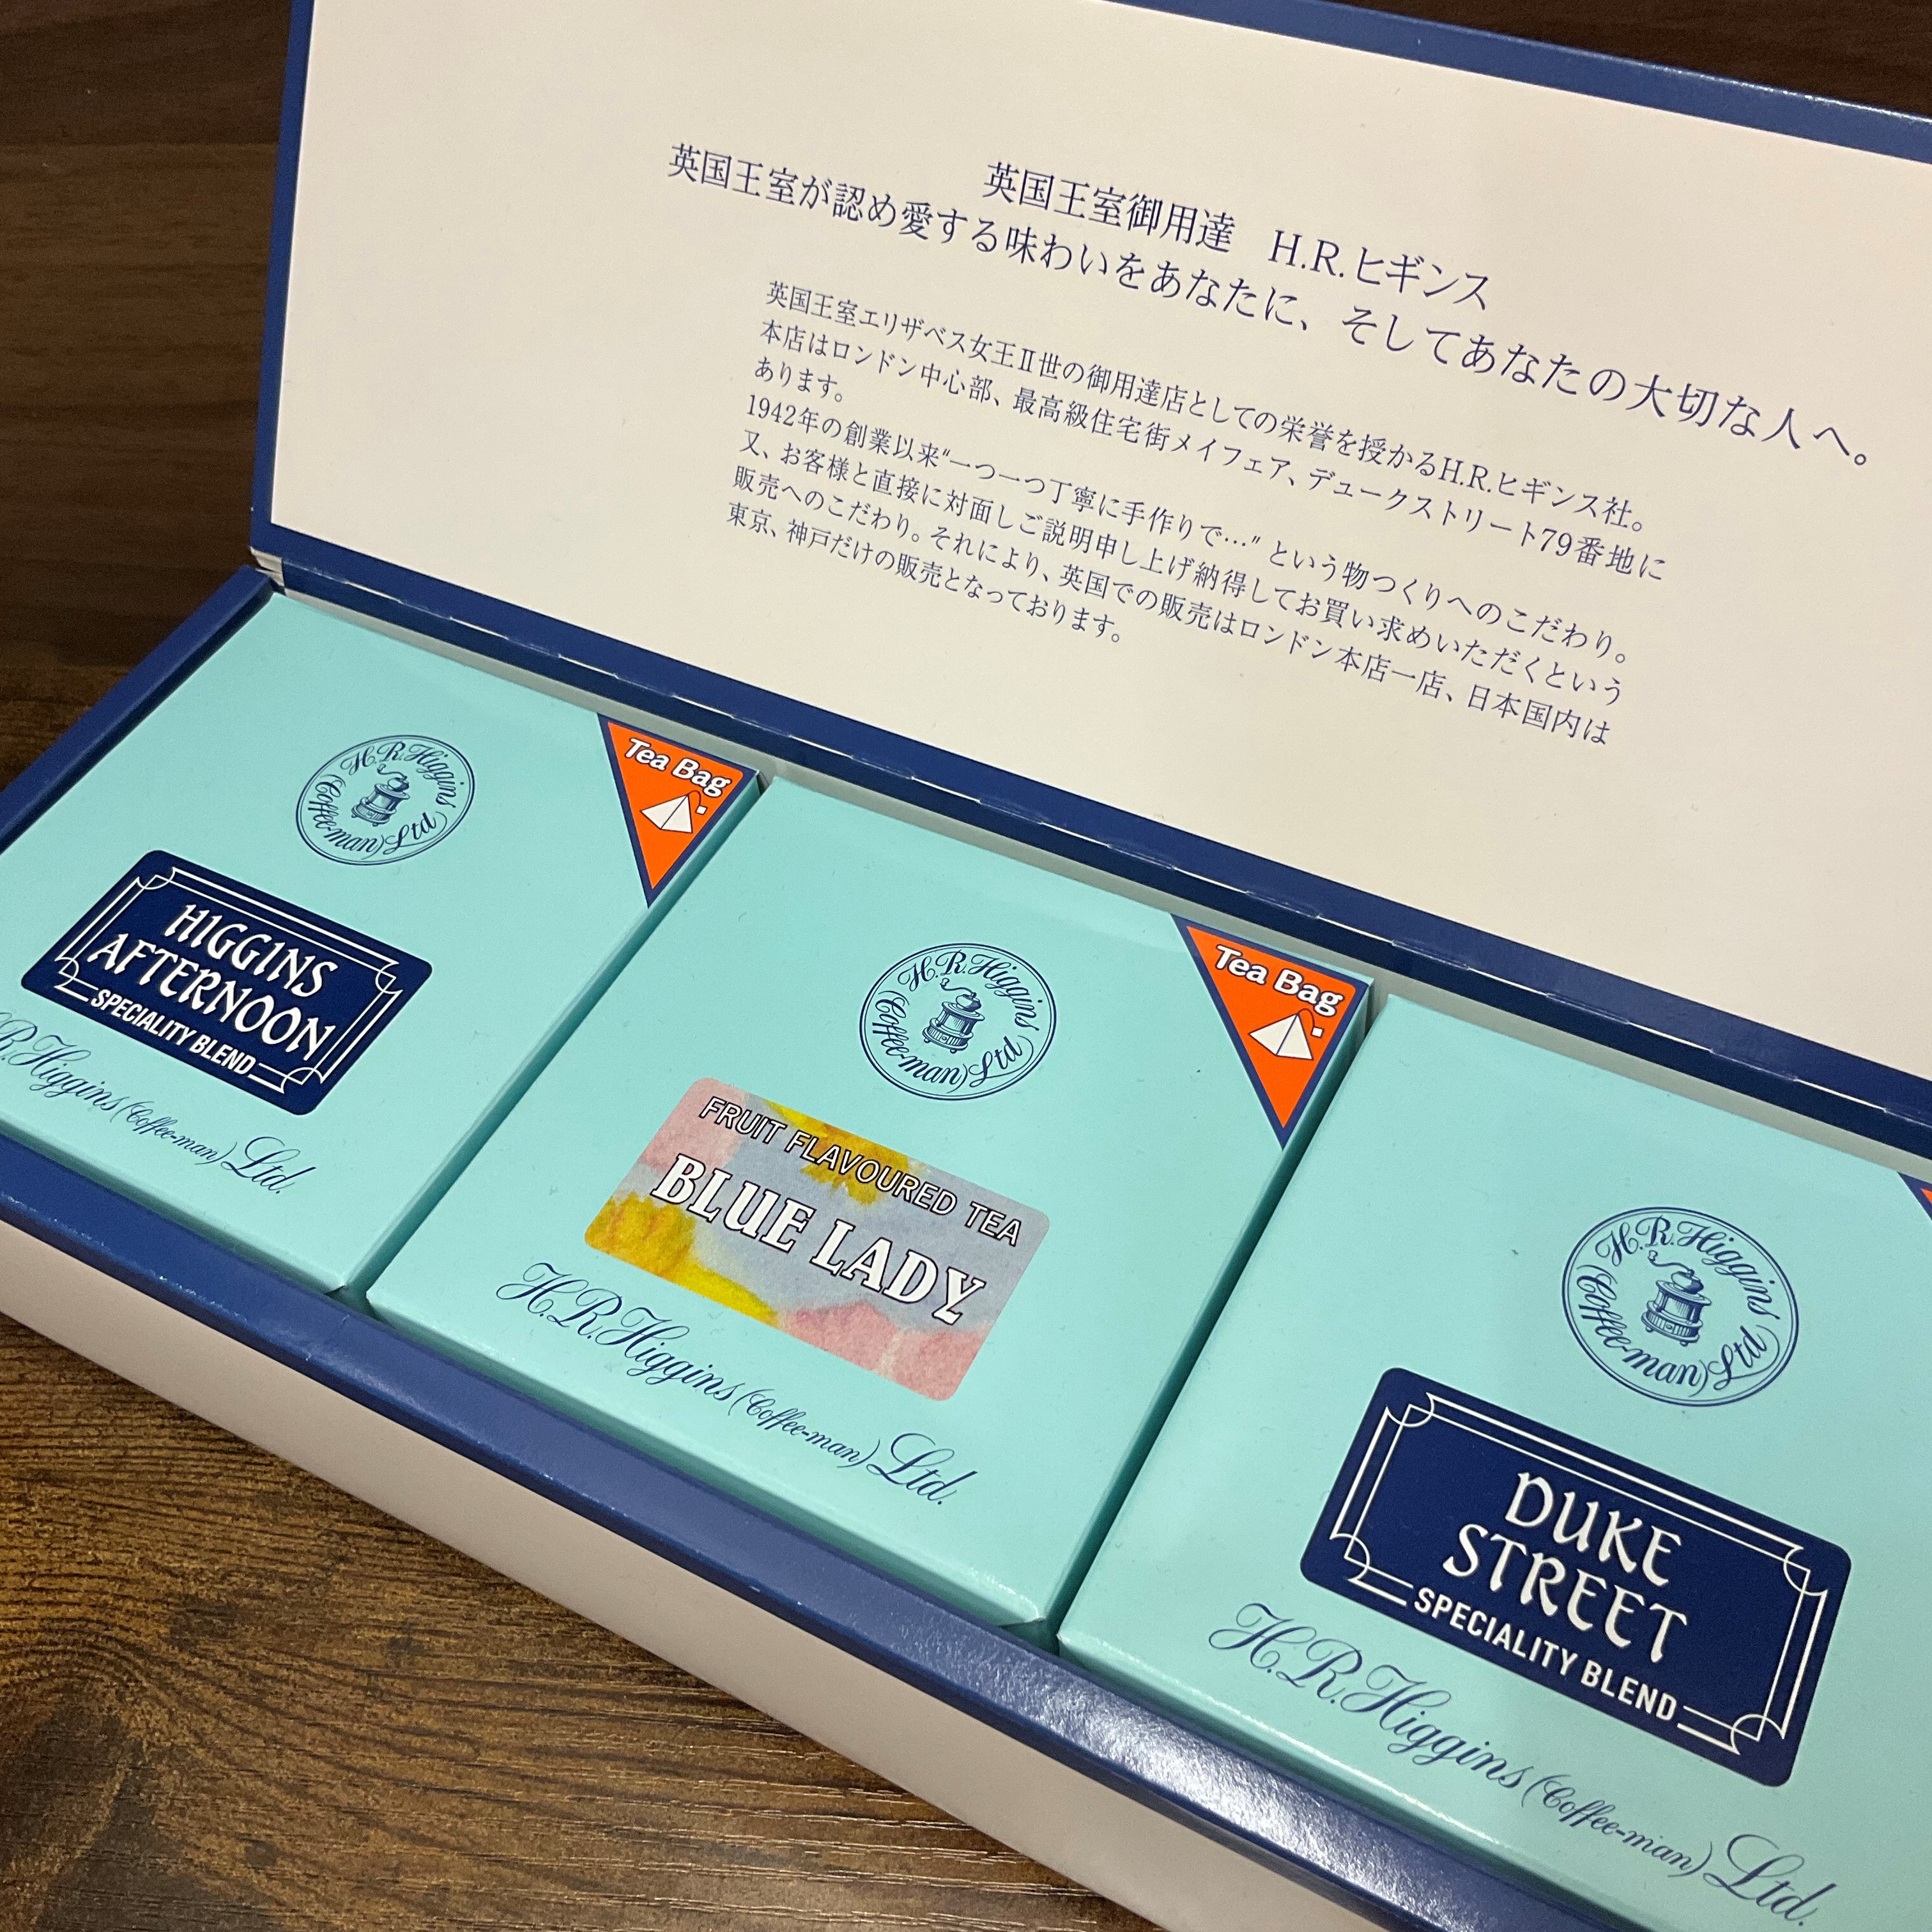 英国王室御用達　H.R.ヒギンス
英国王室が認め愛する味わいをあなたに、そしてあなたの大切な人へ。
英国王室エリザベス女王Ⅱ世の御用達店としての栄誉を授かるH.R.ヒギンス社。
本店はロンドン中心部、最高級住宅街メイフェア、デュークストリート79番地に
あります。
1942年の創業以来“一つ一つ丁寧に手作りで…” という物つくりへのこだわり。
又、お客様と直接に対面しご説明申し上げ納得してお買い求めいただくという
販売へのこだわり。それにより、英国での販売はロンドン本店一店、日本国内は
東京、神戸だけの販売となっております。
H.R.Higgins
(Coffee-man) Ltd
Tea Bag
HIGGINS
AFTERNOON
SPECIALITY BLEND
R.Higgins (Coffee-man) Ltd.
H.R.Higgins
(Coffee-man) Ltd
Tea Bag
FRUIT FLAVOURED TEA
BLUE LADY
H.R.Higgins (Coffee-man) Ltd.
H.R.Higgins
(Coffee-man) Ltd
DUKE
STREET
SPECIALITY BLEND
H.R.Higgins (Coffee-man) Ltd.